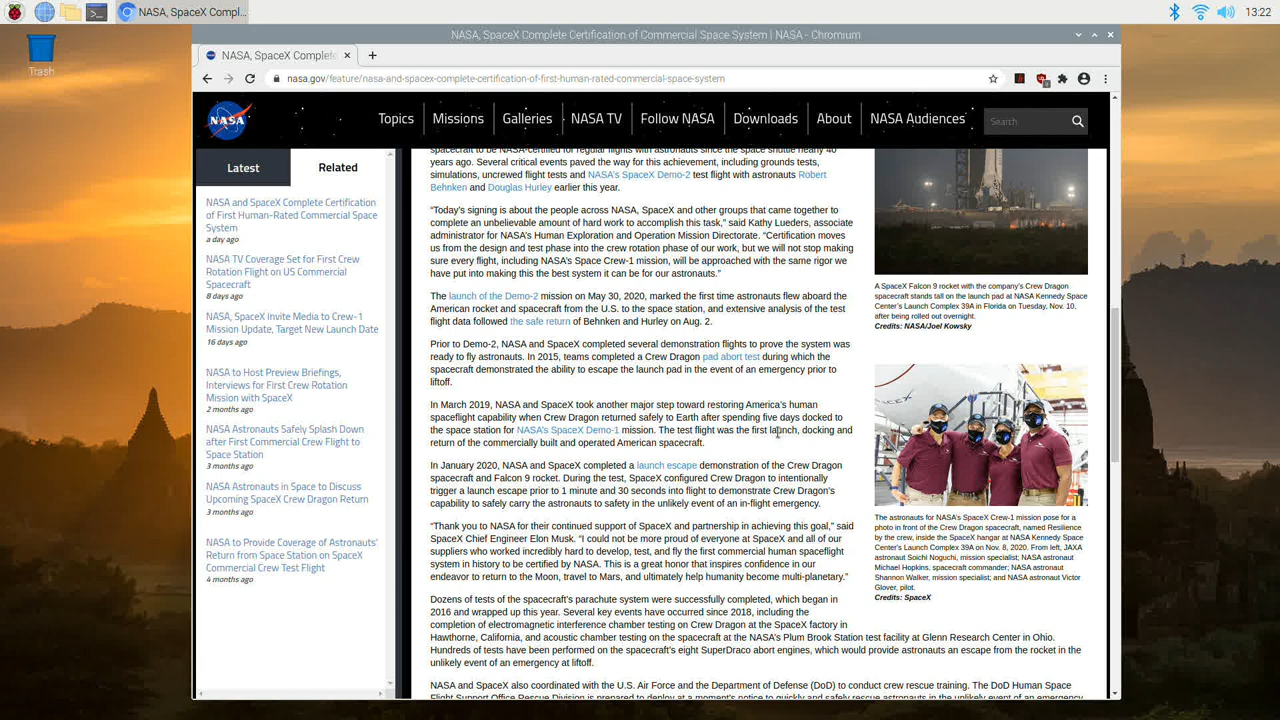 NASA, SpaceX Compl...
13:22
Trash
NASA, SpaceX Complete Certification of Commercial Space System | NASA - Chromium
NASA, SpaceX Complete
nasa.gov/feature/nasa-and-spacex-complete-certification-of-first-human-rated-commercial-space-system
NASA
Topics
Missions
Galleries
NASA TV
Follow NASA
Downloads
About
NASA Audiences
Search
Latest
Related
NASA and SpaceX Complete Certification
of First Human-Rated Commercial Space
System
a day ago
NASA TV Coverage Set for First Crew
Rotation Flight on US Commercial
Spacecraft
8 days ago
NASA, SpaceX Invite Media to Crew-1
Mission Update, Target New Launch Date
16 days ago
NASA to Host Preview Briefings,
Interviews for First Crew Rotation
Mission with SpaceX
2 months ago
NASA Astronauts Safely Splash Down
after First Commercial Crew Flight to
Space Station
3 months ago
NASA Astronauts in Space to Discuss
Upcoming SpaceX Crew Dragon Return
3 months ago
NASA to Provide Coverage of Astronauts'
Return from Space Station on SpaceX
Commercial Crew Test Flight
4 months ago
spacecraft to be NASA-certified for regular flights with astronauts since the space shuttle nearly 40
years ago. Several critical events paved the way for this achievement, including grounds tests,
simulations, uncrewed flight tests and NASA's SpaceX Demo-2 test flight with astronauts Robert
Behnken and Douglas Hurley earlier this year.
“Today's signing is about the people across NASA, SpaceX and other groups that came together to
complete an unbelievable amount of hard work to accomplish this task,” said Kathy Lueders, associate
administrator for NASA's Human Exploration and Operation Mission Directorate. “Certification moves
us from the design and test phase into the crew rotation phase of our work, but we will not stop making
sure every flight, including NASA's Space Crew-1 mission, will be approached with the same rigor we
have put into making this the best system it can be for our astronauts.”
The launch of the Demo-2 mission on May 30, 2020, marked the first time astronauts flew aboard the
American rocket and spacecraft from the U.S. to the space station, and extensive analysis of the test
flight data followed the safe return of Behnken and Hurley on Aug. 2.
Prior to Demo-2, NASA and SpaceX completed several demonstration flights to prove the system was
ready to fly astronauts. In 2015, teams completed a Crew Dragon pad abort test during which the
spacecraft demonstrated the ability to escape the launch pad in the event of an emergency prior to
liftoff.
In March 2019, NASA and SpaceX took another major step toward restoring America's human
spaceflight capability when Crew Dragon returned safely to Earth after spending five days docked to
the space station for NASA's SpaceX Demo-1 mission. The test flight was the first launch, docking and
return of the commercially built and operated American spacecraft.
In January 2020, NASA and SpaceX completed a launch escape demonstration of the Crew Dragon
spacecraft and Falcon 9 rocket. During the test, SpaceX configured Crew Dragon to intentionally
trigger a launch escape prior to 1 minute and 30 seconds into flight to demonstrate Crew Dragon's
capability to safely carry the astronauts to safety in the unlikely event of an in-flight emergency.
“Thank you to NASA for their continued support of SpaceX and partnership in achieving this goal,” said
SpaceX Chief Engineer Elon Musk. “I could not be more proud of everyone at SpaceX and all of our
suppliers who worked incredibly hard to develop, test, and fly the first commercial human spaceflight
system in history to be certified by NASA. This is a great honor that inspires confidence in our
endeavor to return to the Moon, travel to Mars, and ultimately help humanity become multi-planetary.”
Dozens of tests of the spacecraft's parachute system were successfully completed, which began in
2016 and wrapped up this year. Several key events have occurred since 2018, including the
completion of electromagnetic interference chamber testing on Crew Dragon at the SpaceX factory in
Hawthorne, California, and acoustic chamber testing on the spacecraft at the NASA's Plum Brook Station test facility at Glenn Research Center in Ohio.
Hundreds of tests have been performed on the spacecraft's eight SuperDraco abort engines, which would provide astronauts an escape from the rocket in the
unlikely event of an emergency at liftoff.
NASA and SpaceX also coordinated with the U.S. Air Force and the Department of Defense (DoD) to conduct crew rescue training. The DoD Human Space
Flight Support Office Rescue Division is prepared to deploy at a moment's notice to quickly and safely rescue astronauts in the unlikely event of an emergency
A SpaceX Falcon 9 rocket with the company's Crew Dragon
spacecraft stands tall on the launch pad at NASA Kennedy Space
Center's Launch Complex 39A in Florida on Tuesday, Nov. 10,
after being rolled out overnight.
Credits: NASA/Joel Kowsky
The astronauts for NASA's SpaceX Crew-1 mission pose for a
photo in front of the Crew Dragon spacecraft, named Resilience
by the crew, inside the SpaceX hangar at NASA Kennedy Space
Center's Launch Complex 39A on Nov. 8, 2020. From left, JAXA
astronaut Soichi Noguchi, mission specialist; NASA astronaut
Michael Hopkins, spacecraft commander; NASA astronaut
Shannon Walker, mission specialist; and NASA astronaut Victor
Glover, pilot.
Credits: SpaceX